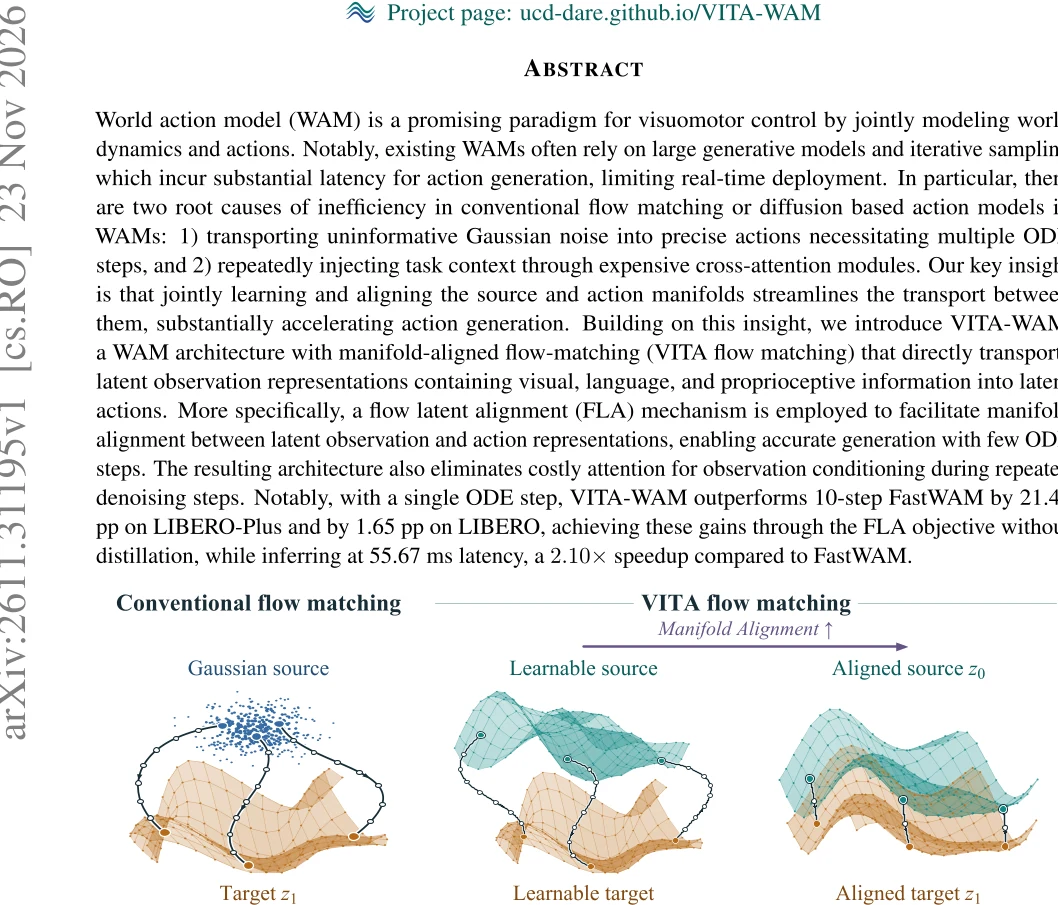 arXiv:2611.31195v1 [cs.RO] 23 Nov 2026
Project page: ucd-dare.github.io/VITA-WAM
ABSTRACT
World action model (WAM) is a promising paradigm for visuomotor control by jointly modeling worl
dynamics and actions. Notably, existing WAMs often rely on large generative models and iterative samplin
which incur substantial latency for action generation, limiting real-time deployment. In particular, ther
are two root causes of inefficiency in conventional flow matching or diffusion based action models i
WAMs: 1) transporting uninformative Gaussian noise into precise actions necessitating multiple OD
steps, and 2) repeatedly injecting task context through expensive cross-attention modules. Our key insigh
is that jointly learning and aligning the source and action manifolds streamlines the transport betwee
them, substantially accelerating action generation. Building on this insight, we introduce VITA-WAM
a WAM architecture with manifold-aligned flow-matching (VITA flow matching) that directly transport
latent observation representations containing visual, language, and proprioceptive information into laten
actions. More specifically, a flow latent alignment (FLA) mechanism is employed to facilitate manifol
alignment between latent observation and action representations, enabling accurate generation with few OD
steps. The resulting architecture also eliminates costly attention for observation conditioning during repeate
denoising steps. Notably, with a single ODE step, VITA-WAM outperforms 10-step FastWAM by 21.4
pp on LIBERO-Plus and by 1.65 pp on LIBERO, achieving these gains through the FLA objective withou
distillation, while inferring at 55.67 ms latency, a 2.10× speedup compared to FastWAM.
Conventional flow matching
VITA flow matching
Manifold Alignment ↑
Gaussian source
Learnable source
Aligned source z0
Target z1
Learnable target
Aligned target z1